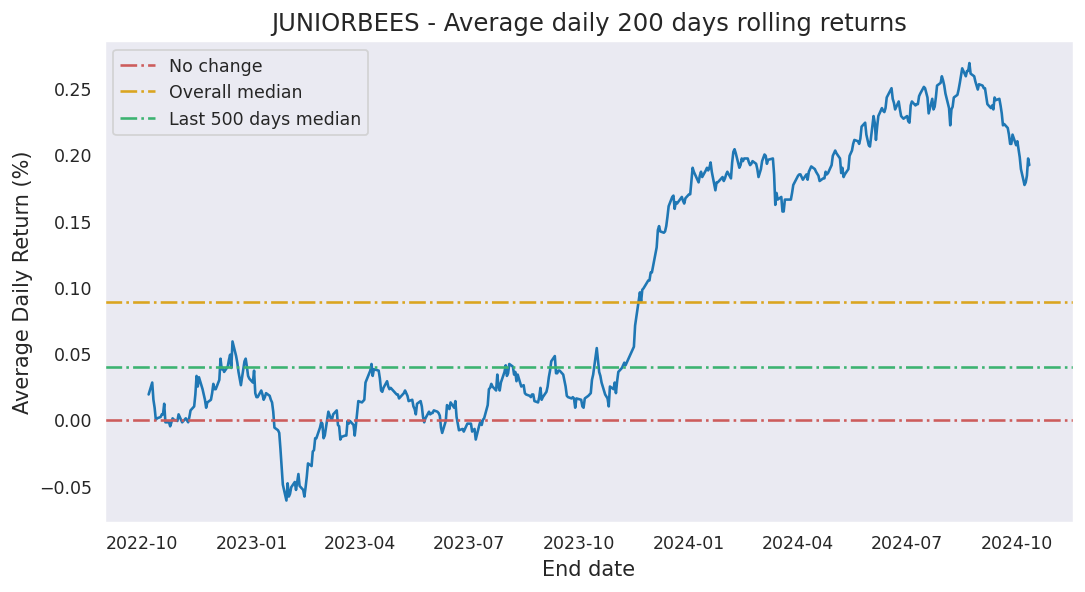 JUNIORBEES - Average daily 200 days rolling returns
No change
Overall median
Last 500 days median
Average Daily Return (%)
0.25
0.20
0.15
0.10
0.05
0.00
−0.05
2022-10 2023-01 2023-04 2023-07 2023-10 2024-01 2024-04 2024-07 2024-10
End date